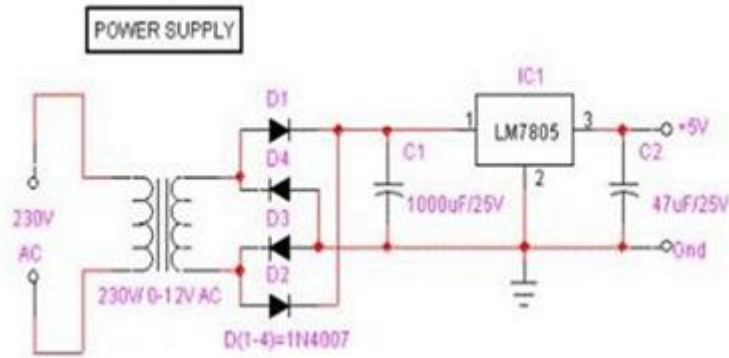 POWER SUPPLY
IC1
D1
1
LM7805
3
+5V
D4
C1
C2
2
230V
D3
1000uF/25V
47uF/25V
AC
D2
Gnd
230V/ 0-12V AC
D(1-4)=1N4007